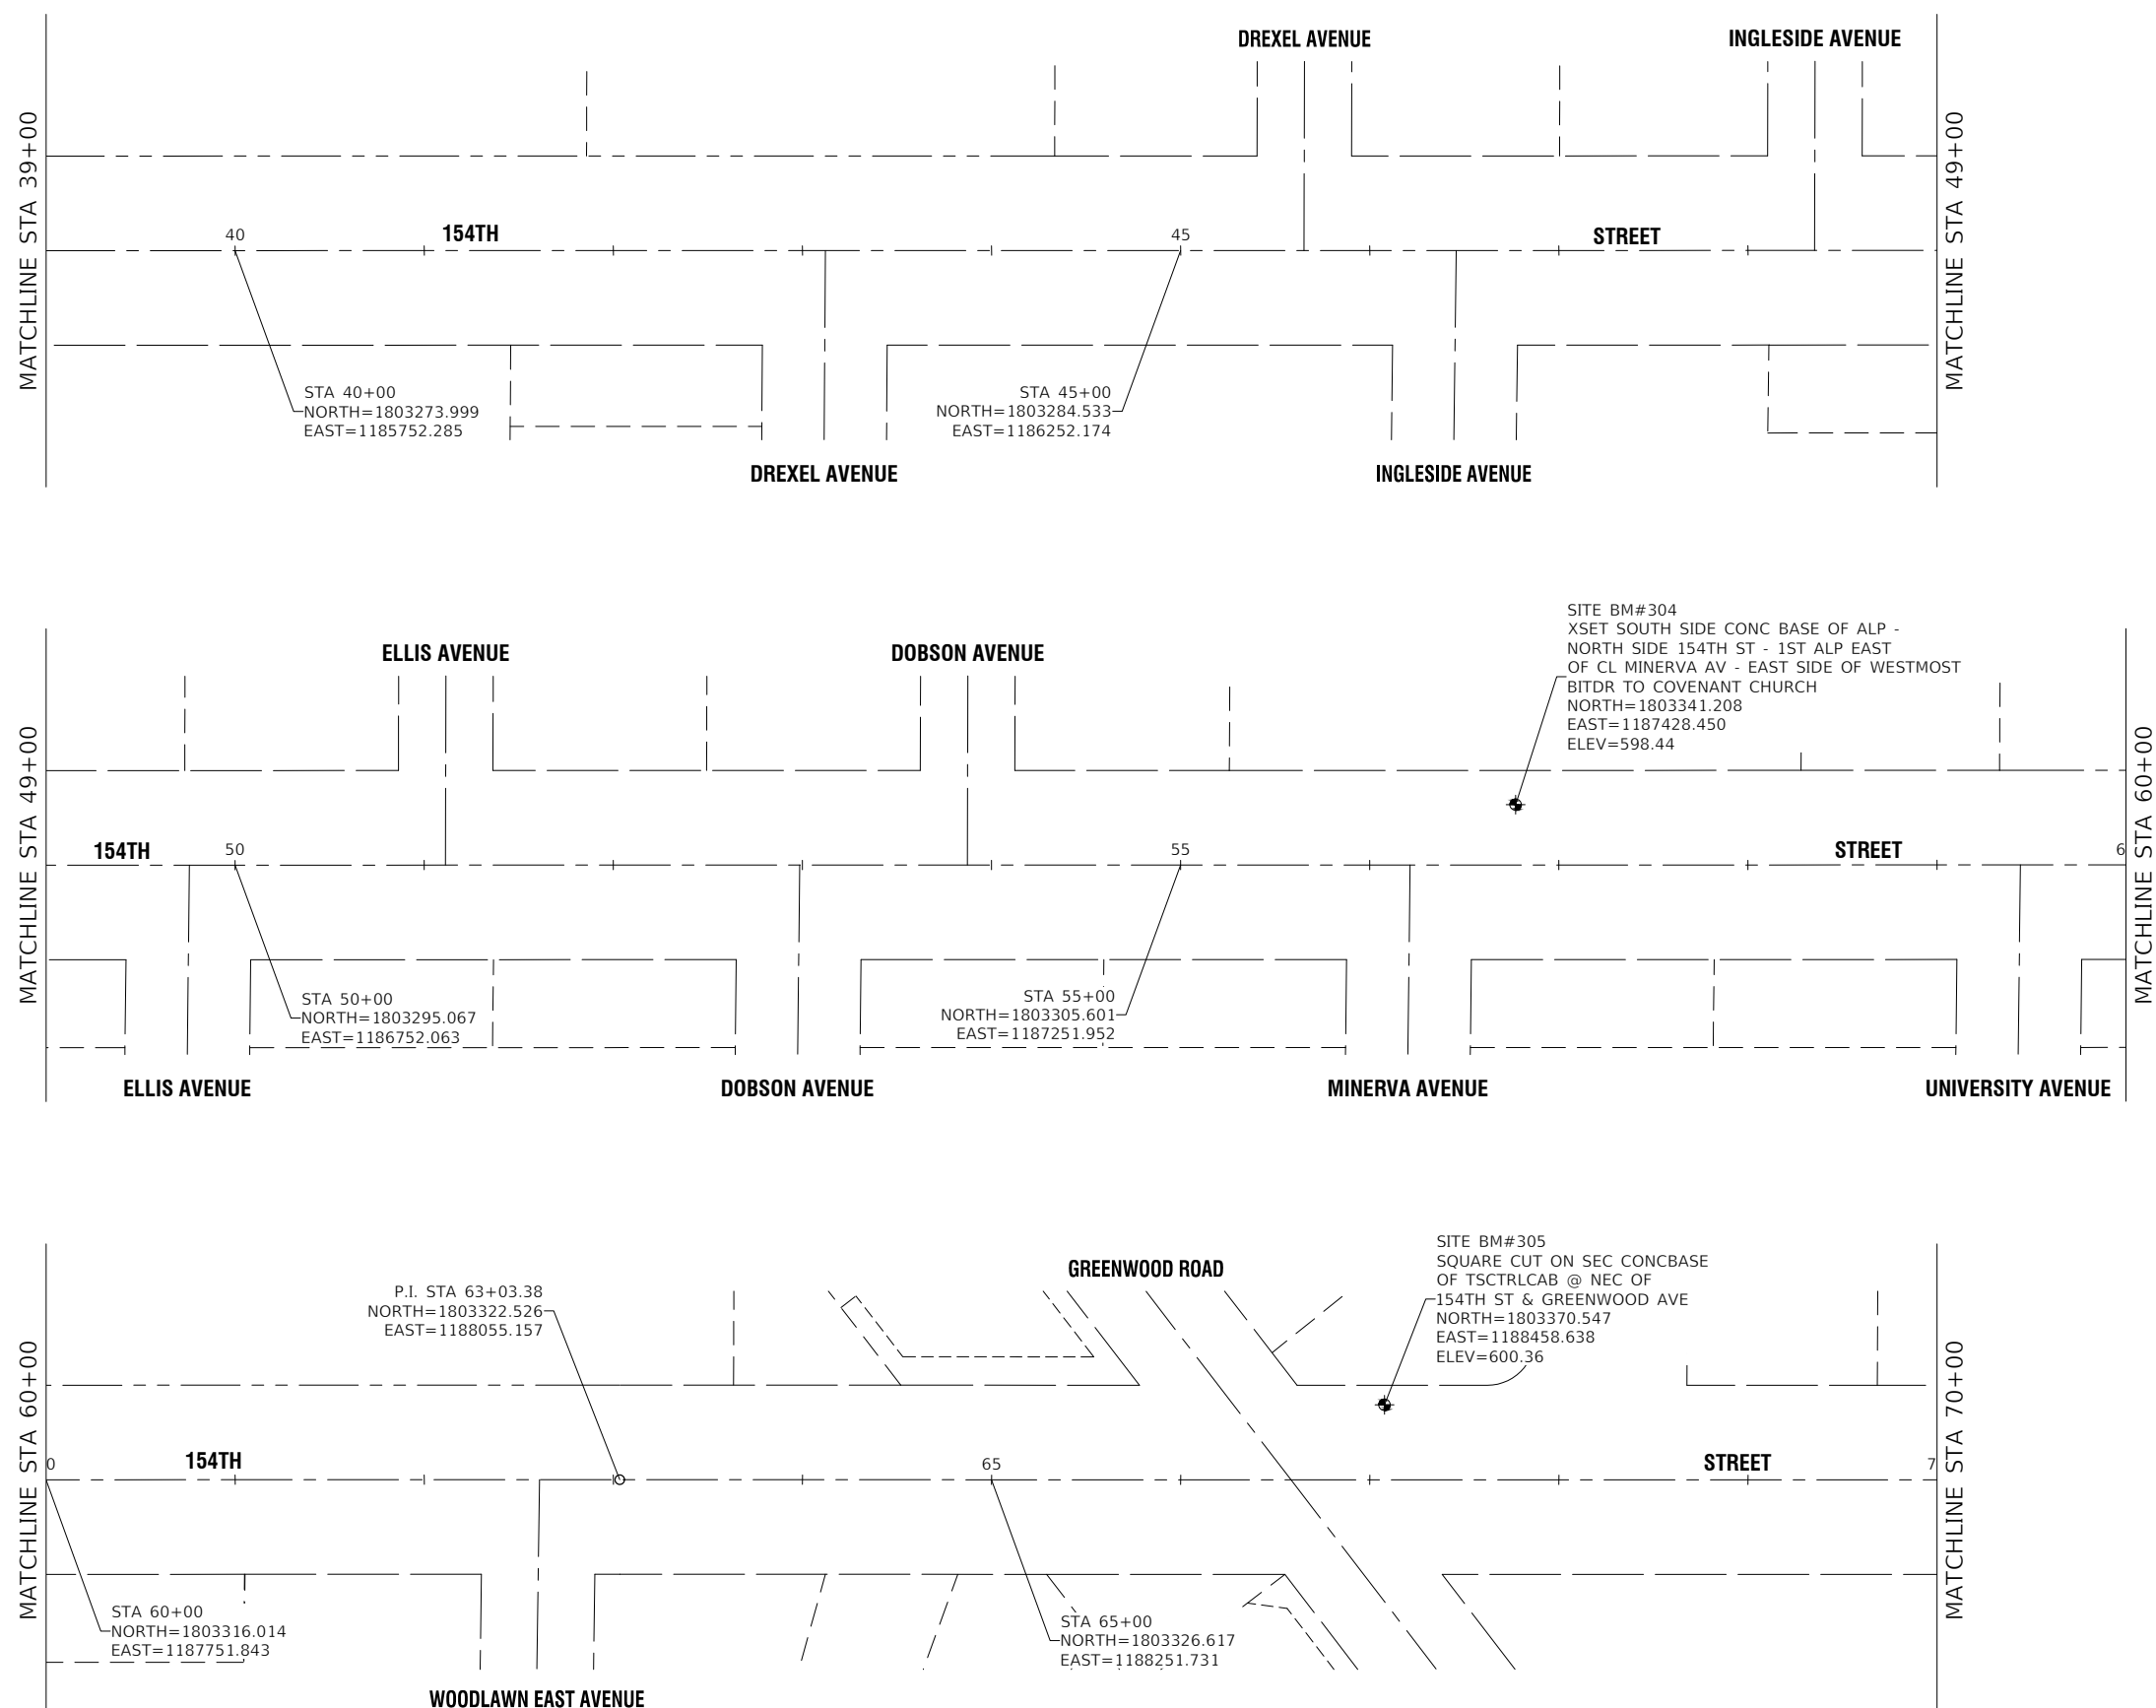 DREXEL AVENUE
INGLESIDE AVENUE
MATCHLINE STA 39+00
MATCHLINE STA 49+00
40
154TH
45
STREET
STA 40+00
NORTH=1803273.999
EAST=1185752.285
STA 45+00
NORTH=1803284.533
EAST=1186252.174
DREXEL AVENUE
INGLESIDE AVENUE
SITE BM#304
XSET SOUTH SIDE CONC BASE OF ALP -
NORTH SIDE 154TH ST - 1ST ALP EAST
OF CL MINERVA AV - EAST SIDE OF WESTMOST
BITDR TO COVENANT CHURCH
NORTH=1803341.208
EAST=1187428.450
ELEV=598.44
ELLIS AVENUE
DOBSON AVENUE
MATCHLINE STA 49+00
MATCHLINE STA 60+00
154TH
50
55
STREET
6
STA 50+00
NORTH=1803295.067
EAST=1186752.063
STA 55+00
NORTH=1803305.601
EAST=1187251.952
ELLIS AVENUE
DOBSON AVENUE
MINERVA AVENUE
UNIVERSITY AVENUE
SITE BM#305
SQUARE CUT ON SEC CONCBASE
OF TSCTRLCAB @ NEC OF
154TH ST & GREENWOOD AVE
NORTH=1803370.547
EAST=1188458.638
ELEV=600.36
GREENWOOD ROAD
P.I. STA 63+03.38
NORTH=1803322.526
EAST=1188055.157
MATCHLINE STA 60+00
MATCHLINE STA 70+00
0
154TH
65
STREET
7
STA 60+00
NORTH=1803316.014
EAST=1187751.843
STA 65+00
NORTH=1803326.617
EAST=1188251.731
WOODLAWN EAST AVENUE